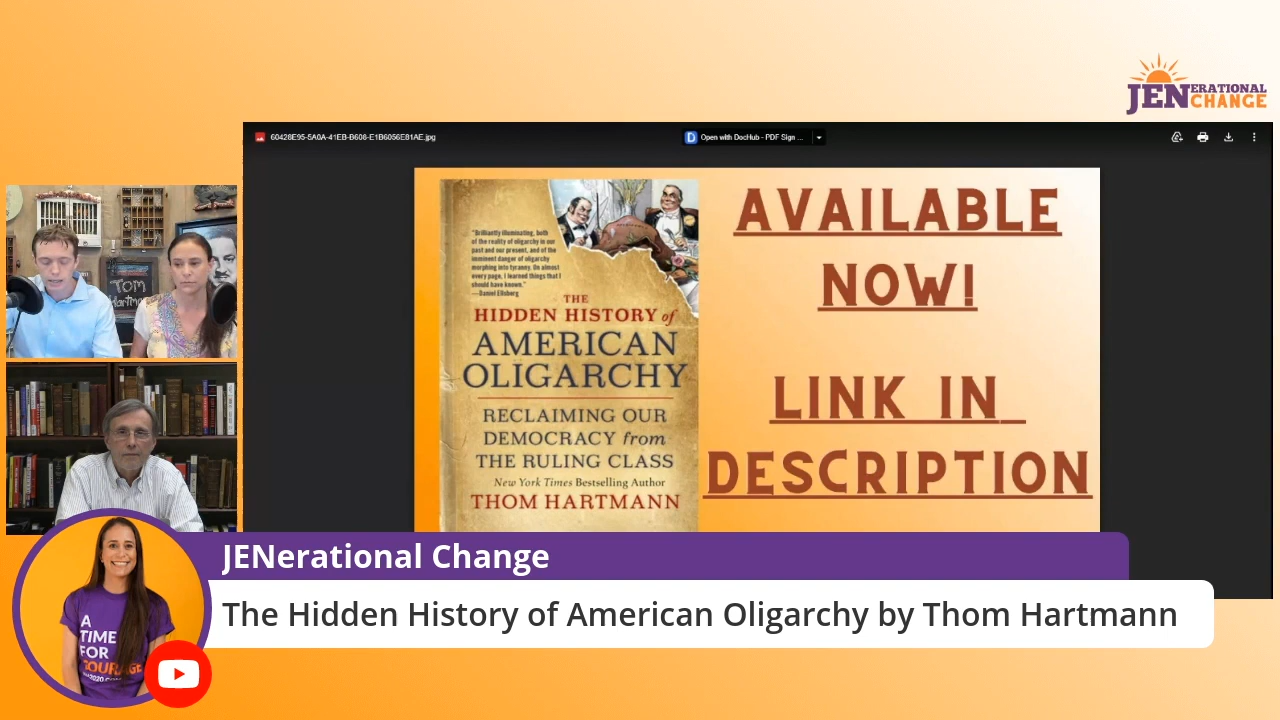 JENERATIONAL
CHANGE
60428E95-5A0A-41EB-B608-E1B6056E81AE.jpg
Open with DocHub - PDF Sign ...
"Brilliantly illuminating, both
of the reality of oligarchy in our
past and our present, and of the
imminent danger of oligarchy
morphing into tyranny. On almost
every page, I learned things that I
should have known."
—Daniel Ellsberg
THE
HIDDEN HISTORY of
AMERICAN
OLIGARCHY
RECLAIMING OUR
DEMOCRACY from
THE RULING CLASS
New York Times Bestselling Author
THOM HARTMANN
AVAILABLE
NOW!
LINK IN
DESCRIPTION
Tom
JENerational Change
The Hidden History of American Oligarchy by Thom Hartmann
A
TIME
FOR
COURAGE